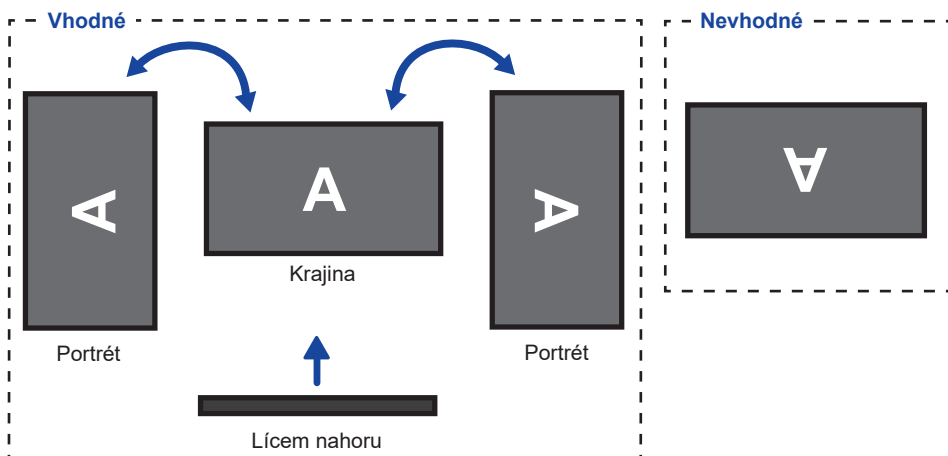 Vhodné
Nevhodné
A
A
A
A
Krajina
Portrét
Portrét
Lícem nahoru